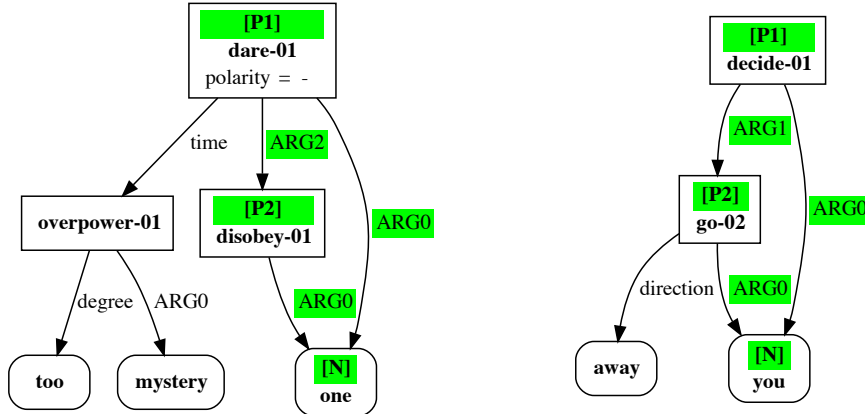 [P1]
dare-01
polarity = -
time
ARG2
ARG0
overpower-01
[P2]
disobey-01
degree
ARG0
ARG0
too
mystery
[N]
one
[P1]
decide-01
ARG1
ARG0
[P2]
go-02
direction
ARG0
away
[N]
you